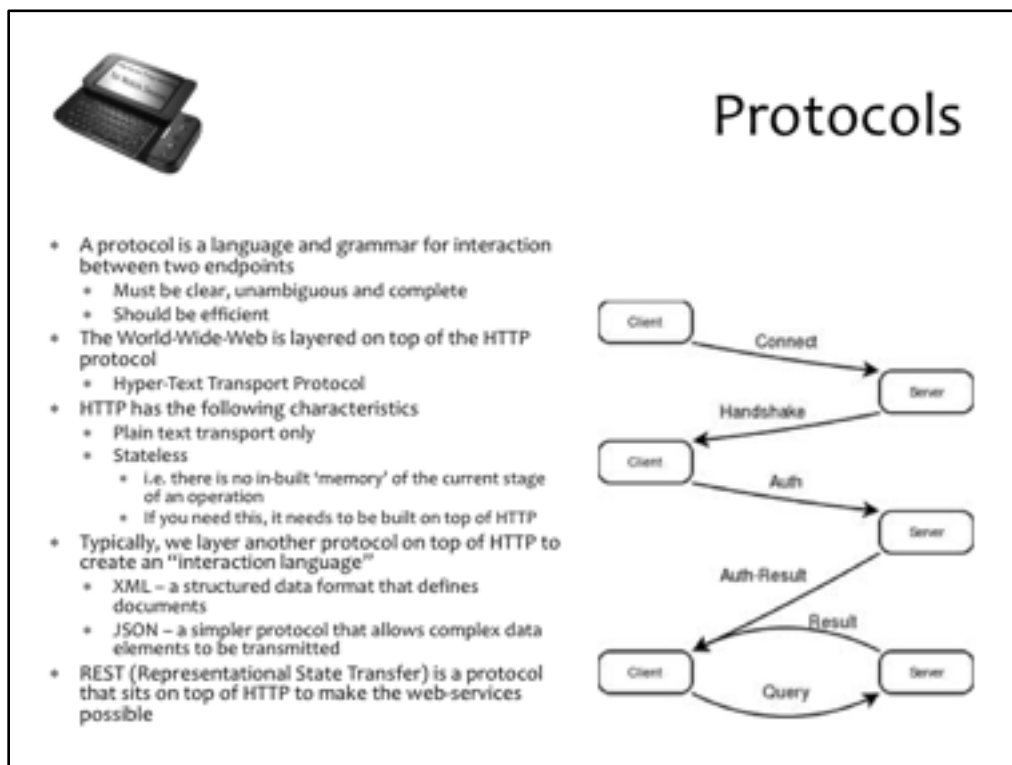 Protocols
* A protocol is a language and grammar for interaction
between two endpoints
* Must be clear, unambiguous and complete
* Should be efficient
* The World-Wide-Web is layered on top of the HTTP
protocol
* Hyper-Text Transport Protocol
* HTTP has the following characteristics
* Plain text transport only
* Stateless
* i.e. there is no in-built ‘memory’ of the current stage
of an operation
* If you need this, it needs to be built on top of HTTP
* Typically, we layer another protocol on top of HTTP to
create an “interaction language”
* XML – a structured data format that defines
documents
* JSON – a simpler protocol that allows complex data
elements to be transmitted
* REST (Representational State Transfer) is a protocol
that sits on top of HTTP to make the web-services
possible
Client
Connect
Server
Handshake
Client
Auth
Server
Auth-Result
Result
Client
Server
Query